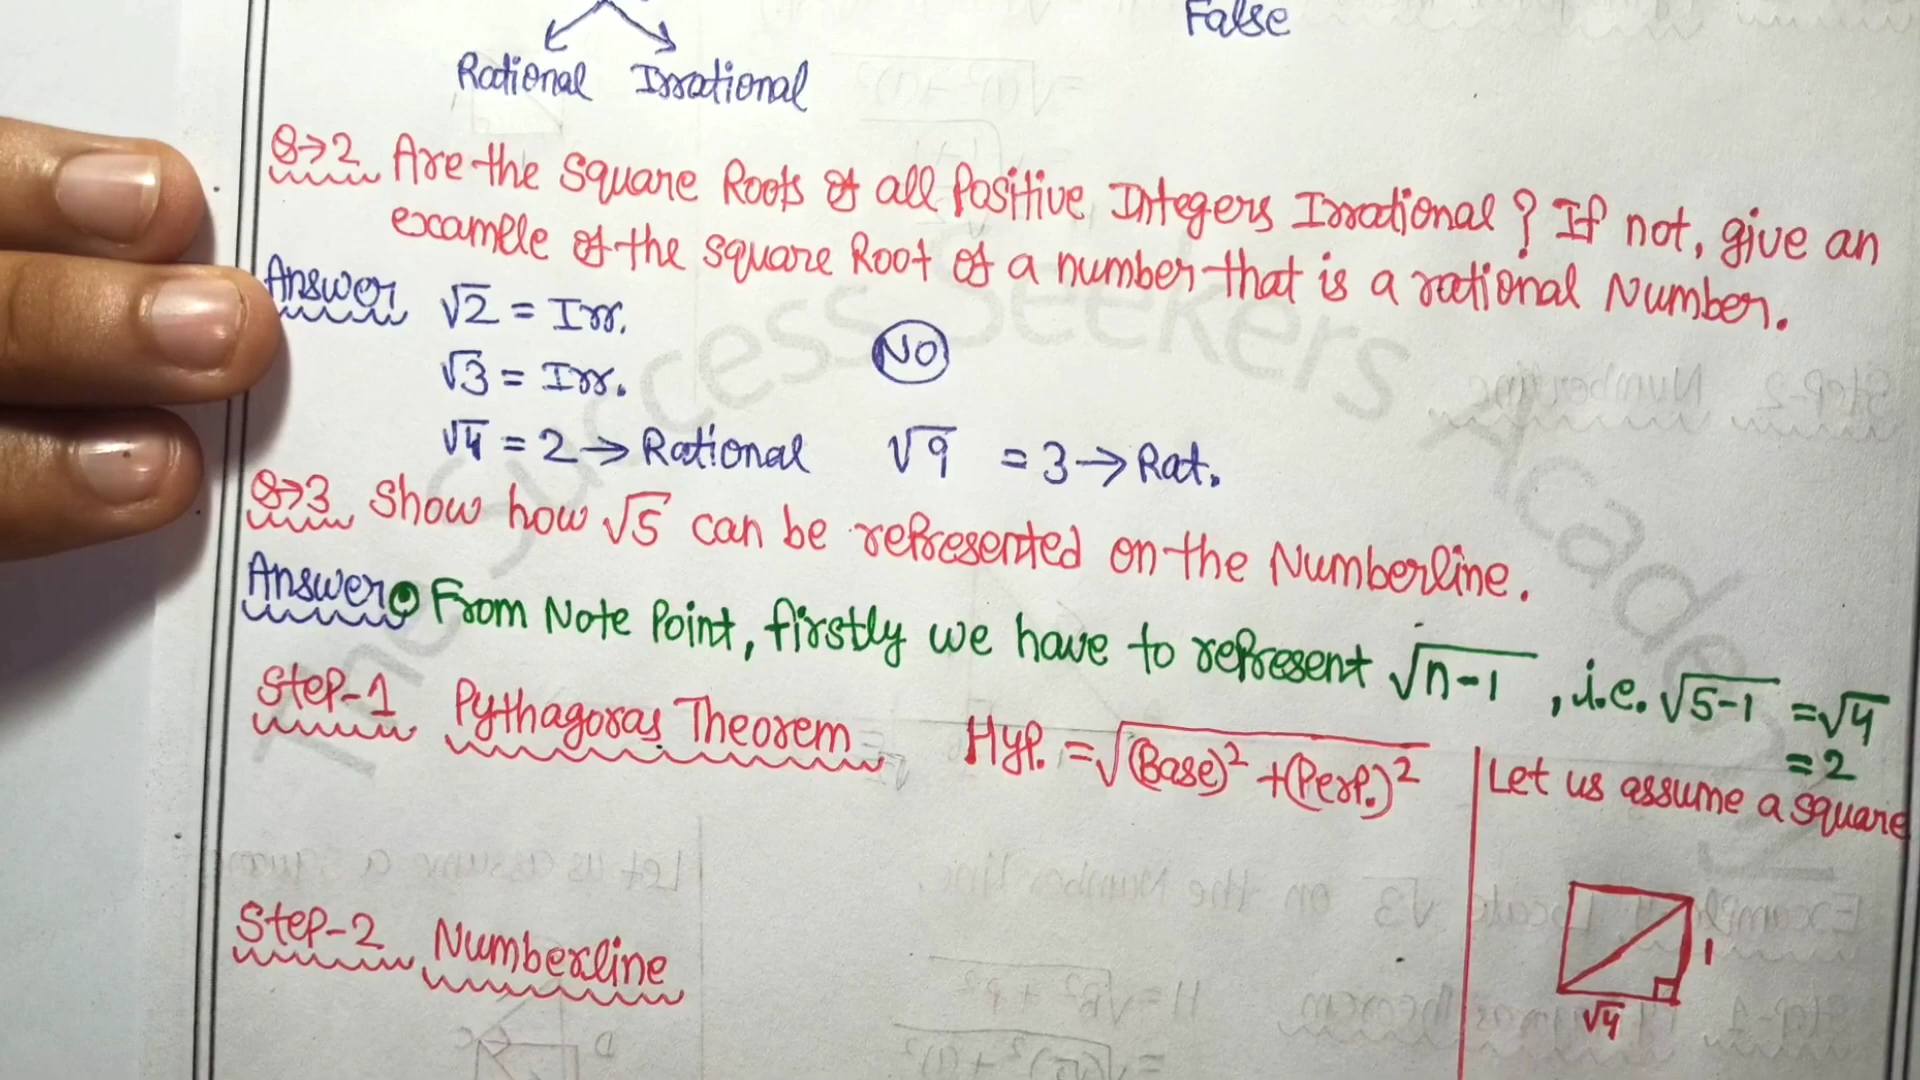 False
Rational Irrational
Q→2 Are the Square Roots of all Positive Integers Irrational? If not, give an
example of the square Root of a number that is a rational Number.
Answer √2 = Irr.
NO
√3 = Irr.
√4 = 2 → Rational √9 = 3 → Rat.
Q→3 Show how √5 can be represented on the Numberline.
Answer From Note Point, firstly we have to represent √n-1 , i.e. √5-1 = √4
= 2
Step-1 Pythagoras Theorem Hyp. = √(Base)² + (Perp.)²
Let us assume a square
1
√4
Step-2 Numberline
The Success Seekers Academy